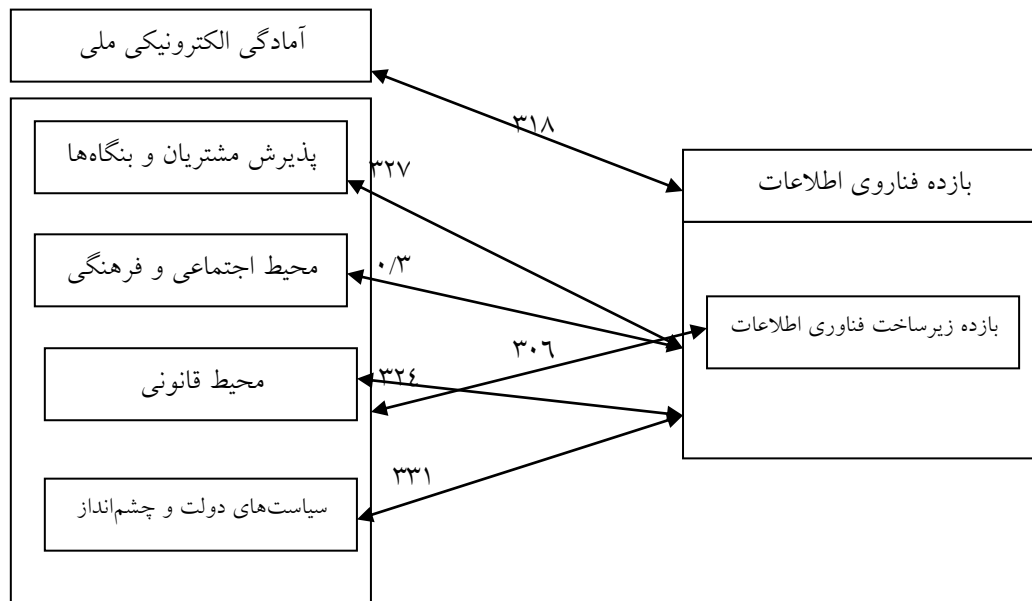 آمادگی الکترونیکی ملی
۳۱۸
پذیرش مشتریان و بنگاه‌ها
۳۲۷
بازده فناروی اطلاعات
محیط اجتماعی و فرهنگی
۰/۳
بازده زیرساخت فناوری اطلاعات
۳۰۶
محیط قانونی
۳۲٤
۳۳۱
سیاست‌های دولت و چشم‌انداز